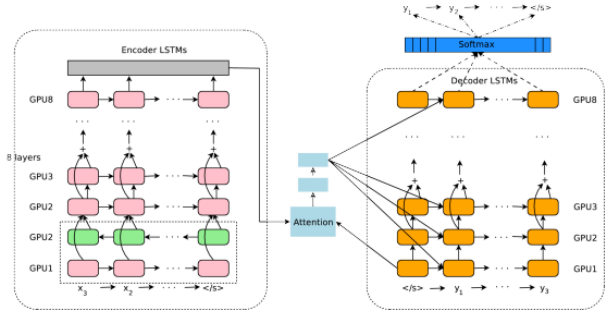 y1 y2 · · · </s>
Softmax
Encoder LSTMs
Decoder LSTMs
GPU8
GPU8
· · ·
· · ·
+ + +
+ + +
8 layers
GPU3
GPU3
GPU2
GPU2
Attention
GPU2
GPU1
GPU1
x3 x2 · · · </s>
</s> y1 · · · y3